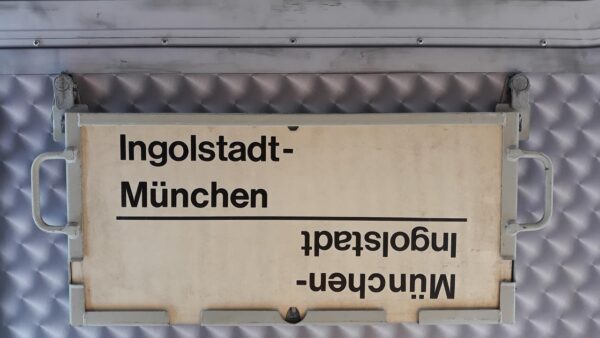 Ingolstadt-
München
München-
Ingolstadt